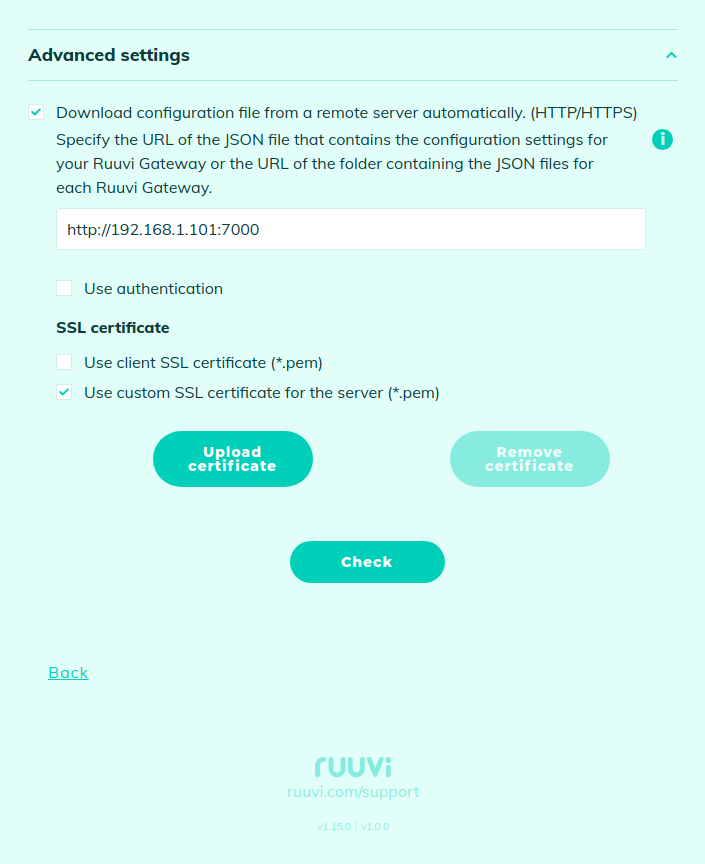 Advanced settings
Download configuration file from a remote server automatically. (HTTP/HTTPS)
Specify the URL of the JSON file that contains the configuration settings for
your Ruuvi Gateway or the URL of the folder containing the JSON files for
each Ruuvi Gateway.
i
http://192.168.1.101:7000
Use authentication
SSL certificate
Use client SSL certificate (*.pem)
Use custom SSL certificate for the server (*.pem)
Upload
certificate
Remove
certificate
Check
Back
ruuvi
ruuvi.com/support
v1.15.0 | v1.0.0